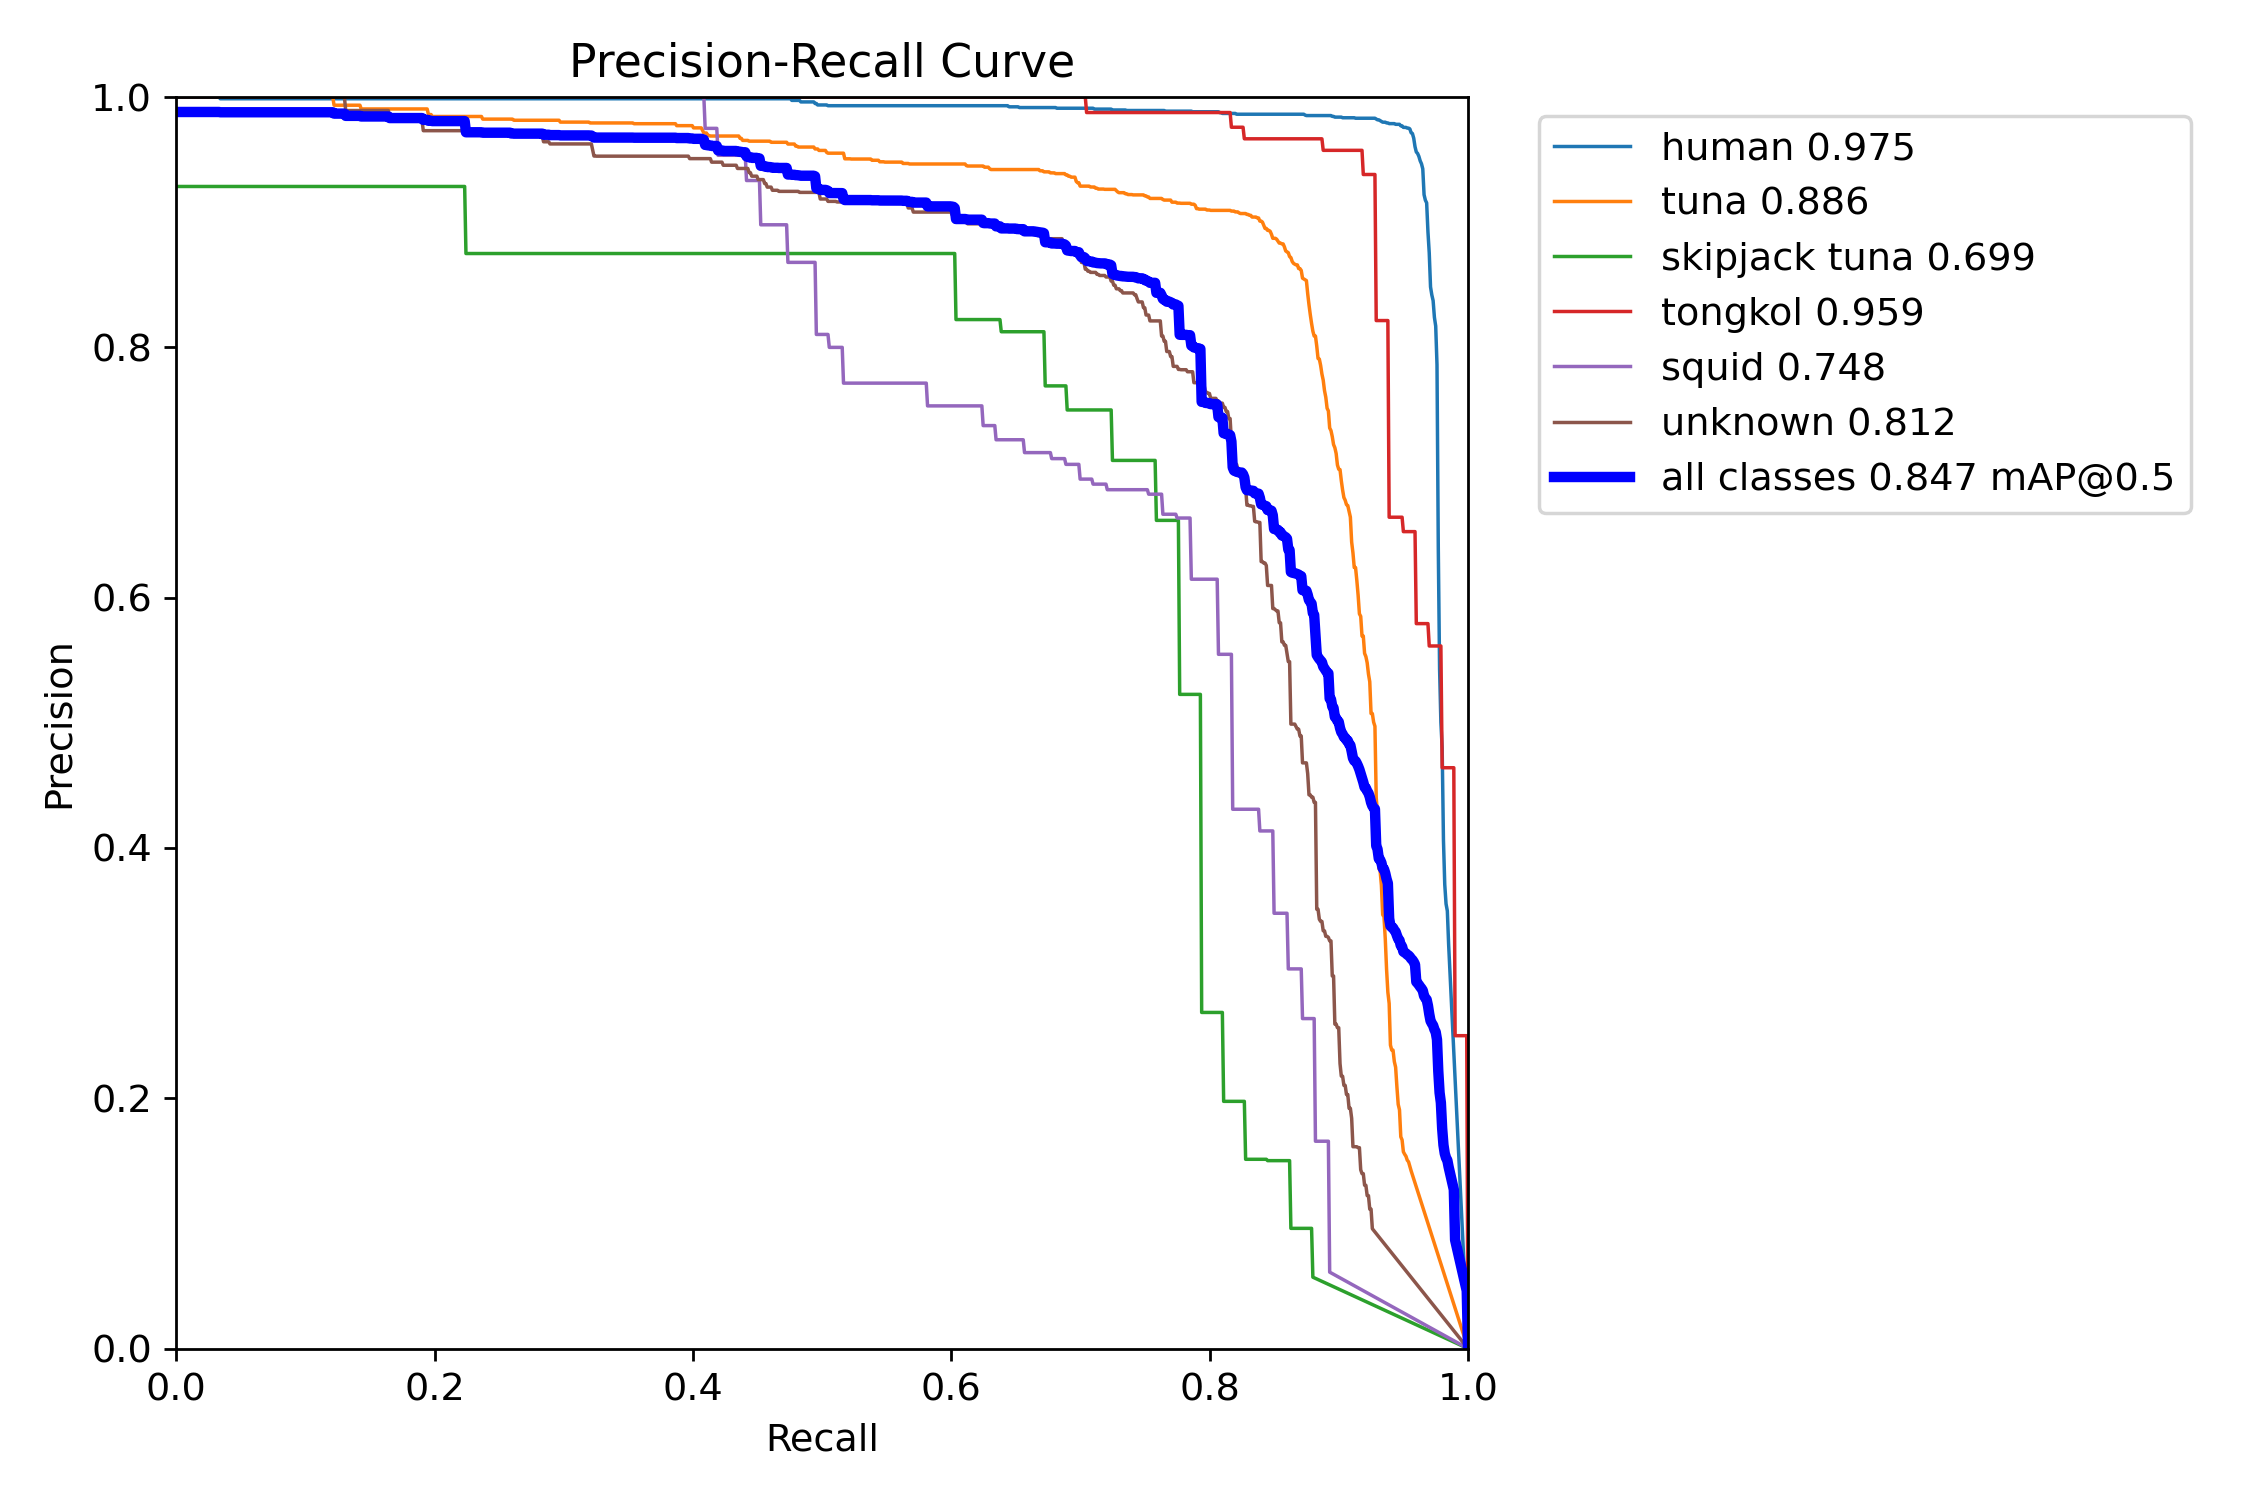 Precision-Recall Curve
1.0
0.8
0.6
0.4
0.2
0.0
Precision
0.0 0.2 0.4 0.6 0.8 1.0
Recall
human 0.975
tuna 0.886
skipjack tuna 0.699
tongkol 0.959
squid 0.748
unknown 0.812
all classes 0.847 mAP@0.5